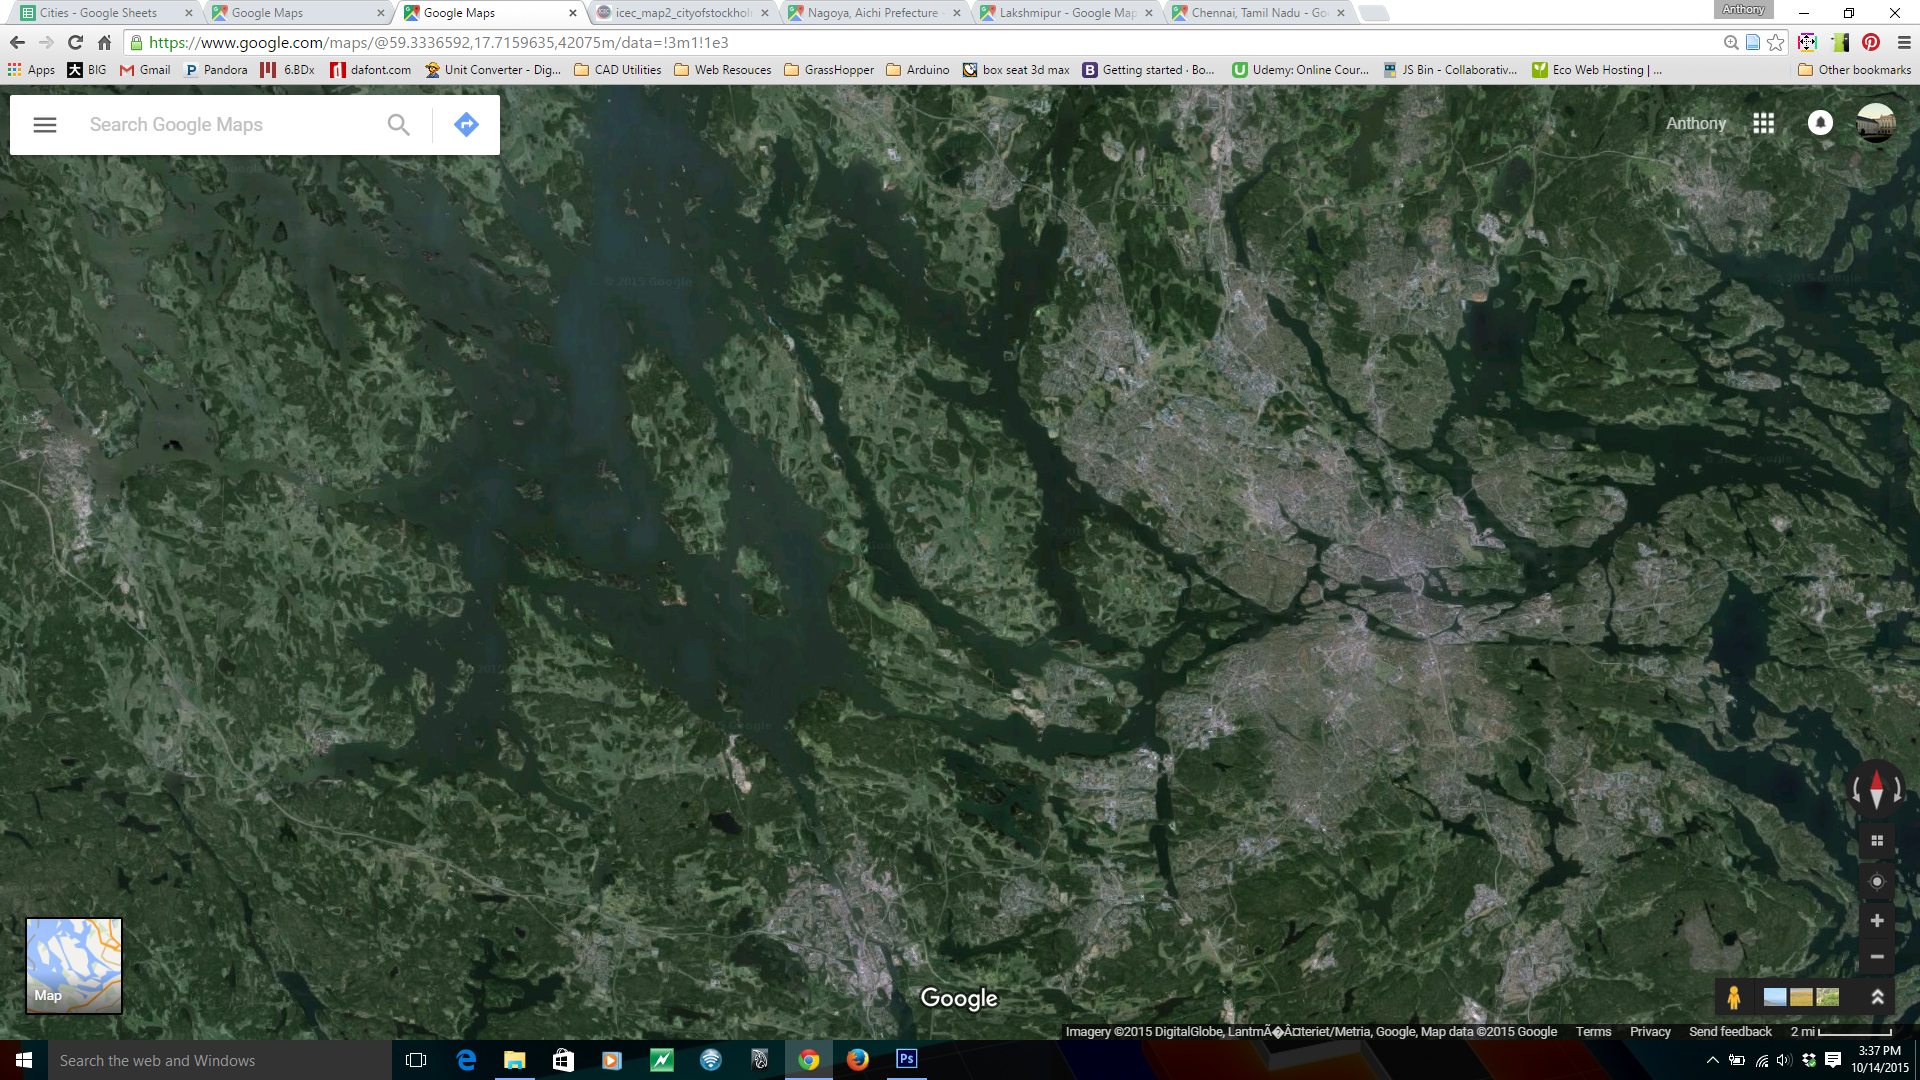 Cities - Google Sheets
Google Maps
Google Maps
icec_map2_cityofstockhol
Nagoya, Aichi Prefecture -
Lakshmipur - Google Map
Chennai, Tamil Nadu - Go
Anthony
https://www.google.com/maps/@59.3336592,17.7159635,42075m/data=!3m1!1e3
Apps
BIG
Gmail
Pandora
6.BDx
dafont.com
Unit Converter - Dig...
CAD Utilities
Web Resouces
GrassHopper
Arduino
box seat 3d max
Getting started · Bo...
Udemy: Online Cour...
JS Bin - Collaborativ...
Eco Web Hosting | ...
Other bookmarks
Search Google Maps
Anthony
© 2015 Google
Map
Google
Imagery ©2015 DigitalGlobe, LantmÃ�Â¤teriet/Metria, Google, Map data ©2015 Google
Terms
Privacy
Send feedback
2 mi
Search the web and Windows
Ps
3:37 PM
10/14/2015